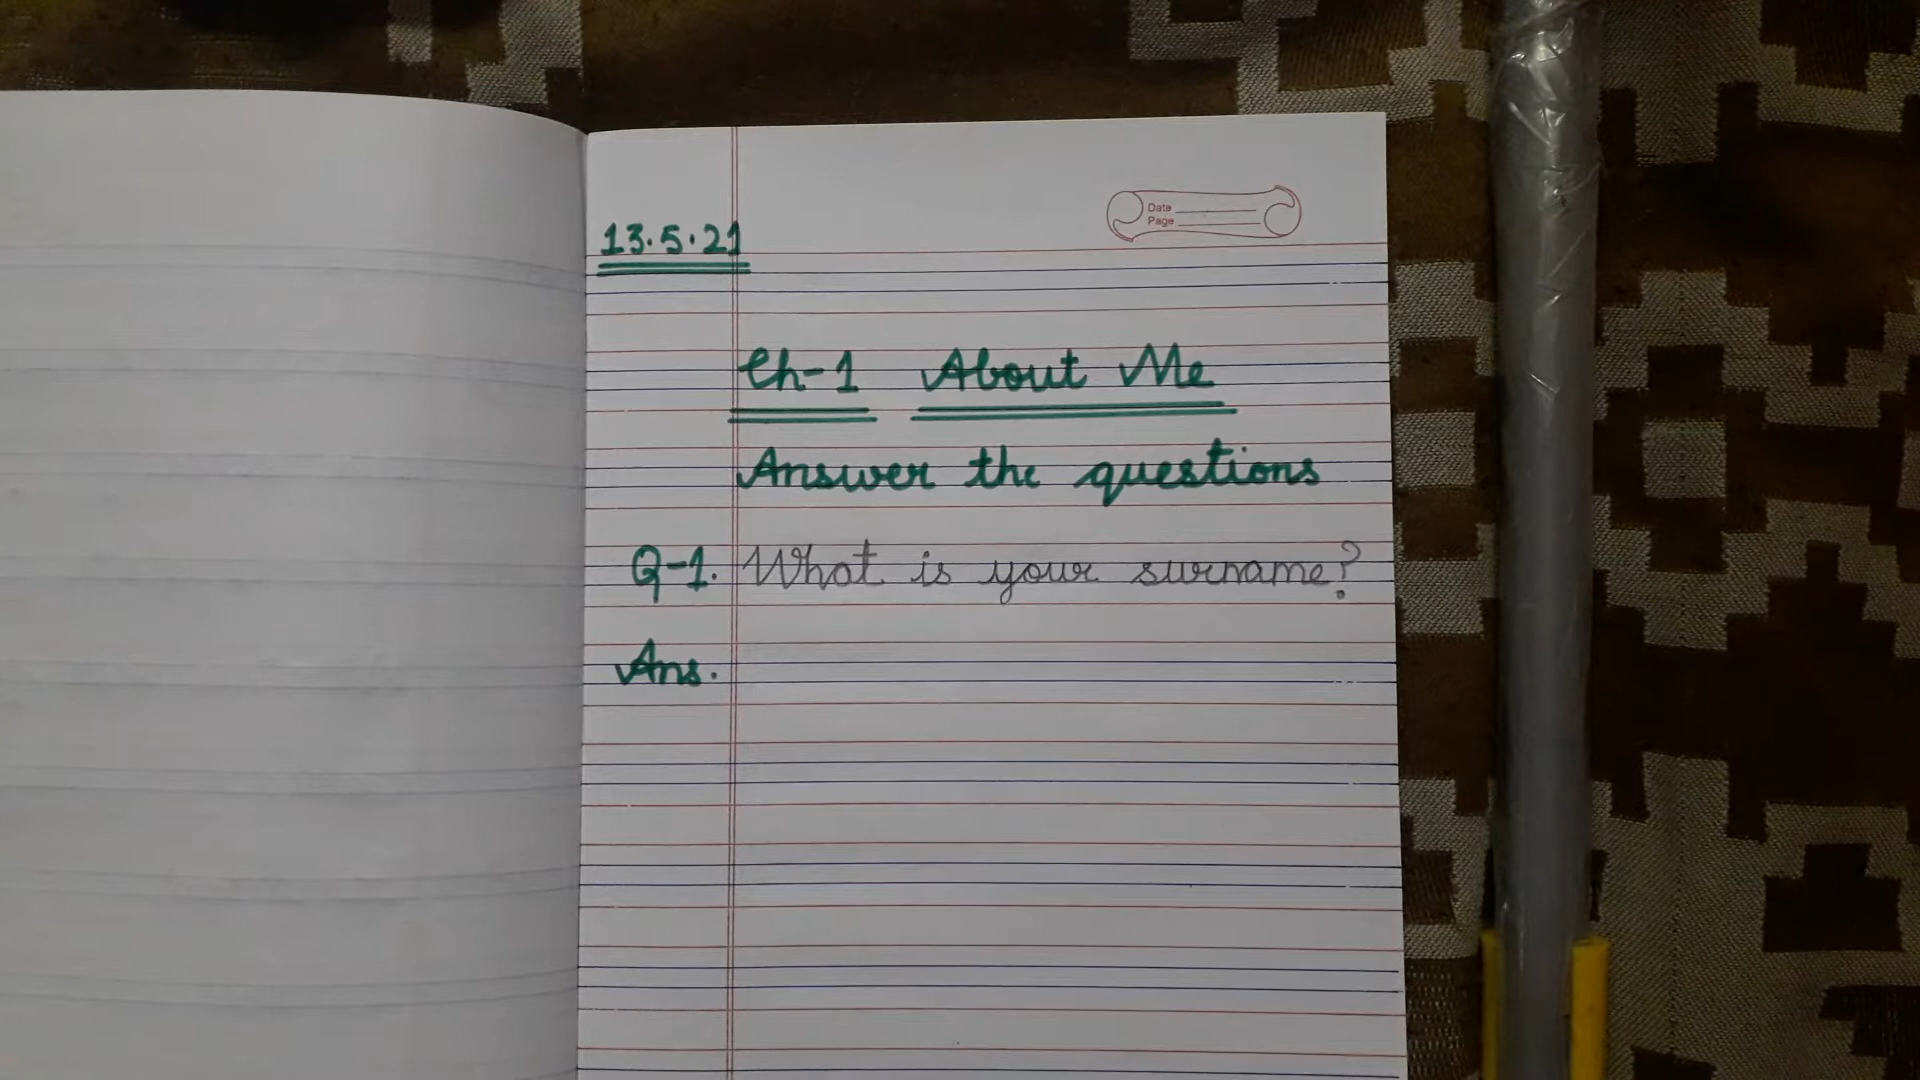 Date
Page
13.5.21
Ch-1 About Me
Answer the questions
Q-1. What is your surname?
Ans.